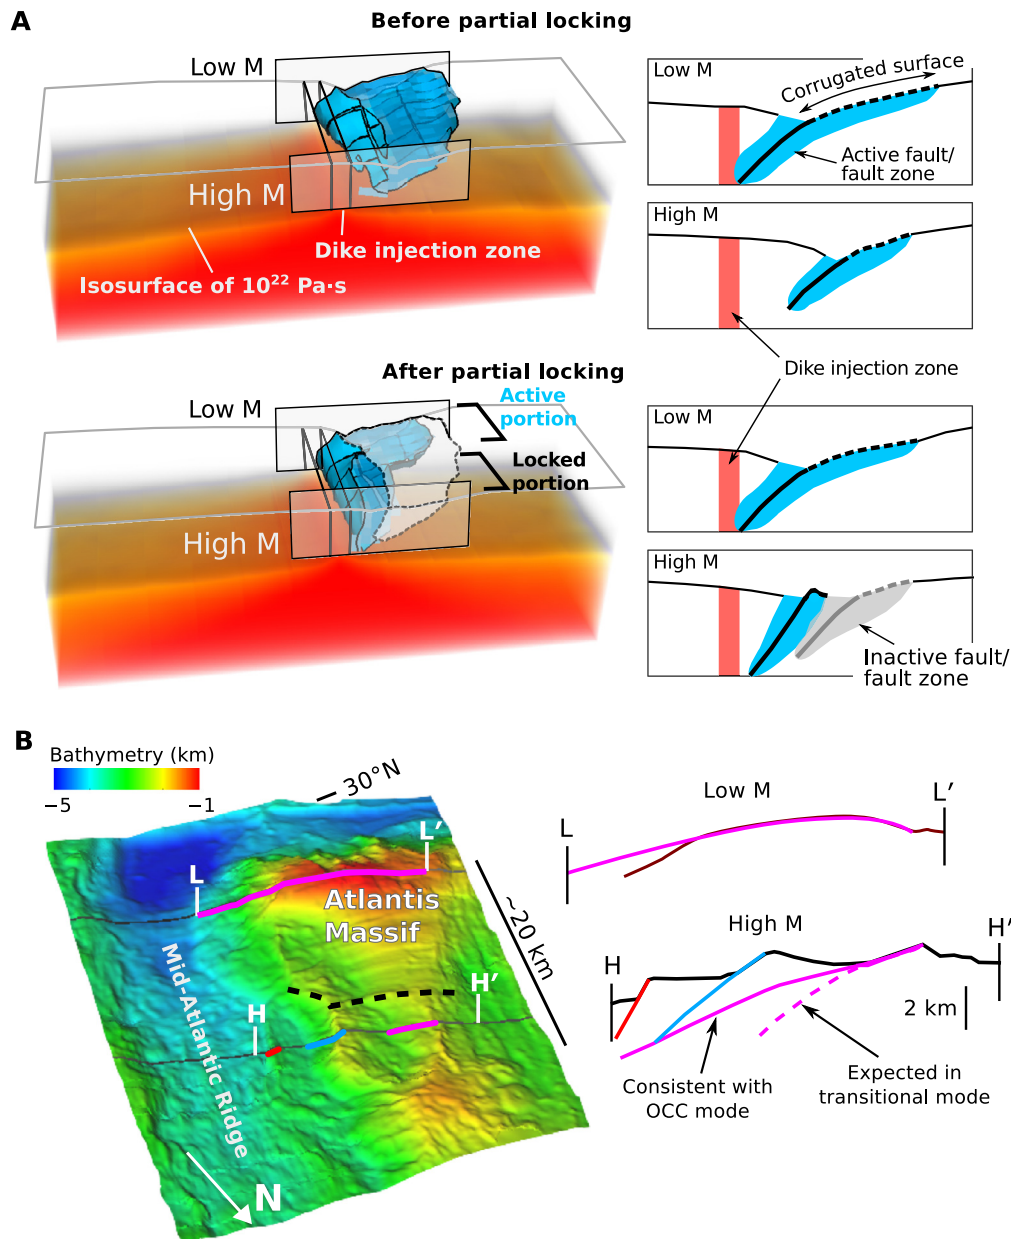 A
Before partial locking
Low M
High M
Dike injection zone
Isosurface of 10²² Pa·s
Low M
Corrugated surface
Active fault/
fault zone
High M
Dike injection zone
After partial locking
Low M
Active
portion
Locked
portion
High M
Low M
High M
Inactive fault/
fault zone
B
Bathymetry (km)
−5
−1
30°N
L
L′
Atlantis
Massif
~20 km
Mid-Atlantic Ridge
H
H′
N
Low M
L
L′
High M
H
H′
2 km
Consistent with
OCC mode
Expected in
transitional mode